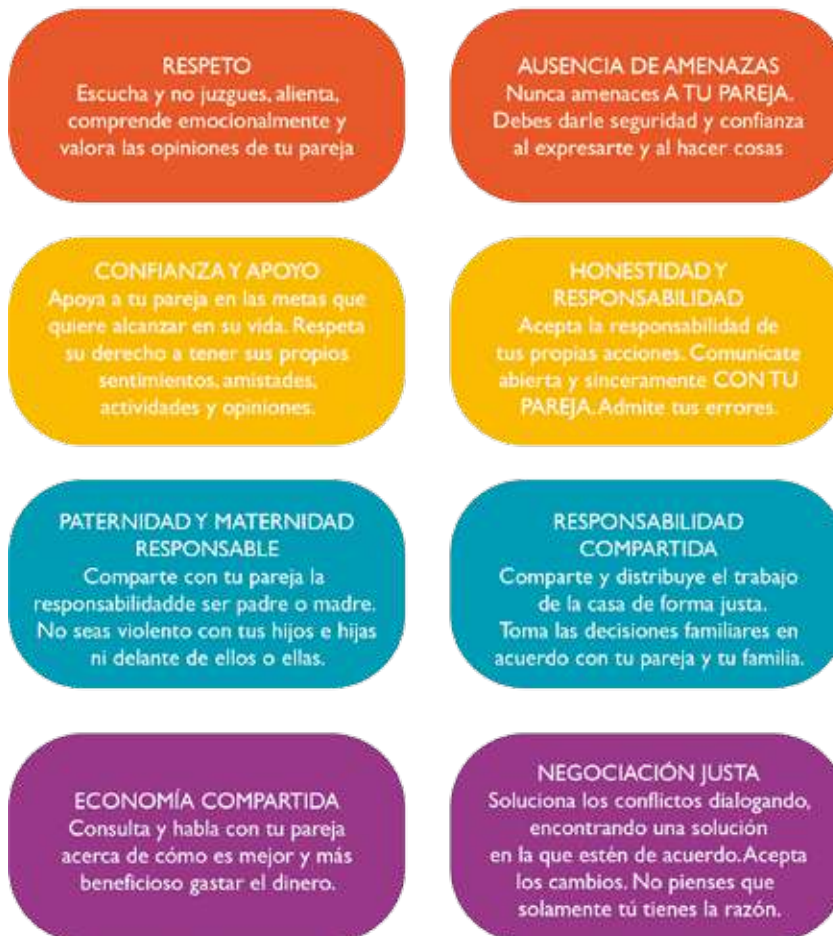 RESPETO
Escucha y no juzgues, alienta,
comprende emocionalmente y
valora las opiniones de tu pareja
AUSENCIA DE AMENAZAS
Nunca amenaces A TU PAREJA.
Debes darle seguridad y confianza
al expresarte y al hacer cosas
CONFIANZA Y APOYO
Apoya a tu pareja en las metas que
quiere alcanzar en su vida. Respeta
su derecho a tener sus propios
sentimientos, amistades,
actividades y opiniones.
HONESTIDAD Y
RESPONSABILIDAD
Acepta la responsabilidad de
tus propias acciones. Comunícate
abierta y sinceramente CON TU
PAREJA. Admite tus errores.
PATERNIDAD Y MATERNIDAD
RESPONSABLE
Comparte con tu pareja la
responsabilidadde ser padre o madre.
No seas violento con tus hijos e hijas
ni delante de ellos o ellas.
RESPONSABILIDAD
COMPARTIDA
Comparte y distribuye el trabajo
de la casa de forma justa.
Toma las decisiones familiares en
acuerdo con tu pareja y tu familia.
ECONOMÍA COMPARTIDA
Consulta y habla con tu pareja
acerca de cómo es mejor y más
beneficioso gastar el dinero.
NEGOCIACIÓN JUSTA
Soluciona los conflictos dialogando,
encontrando una solución
en la que estén de acuerdo. Acepta
los cambios. No pienses que
solamente tú tienes la razón.